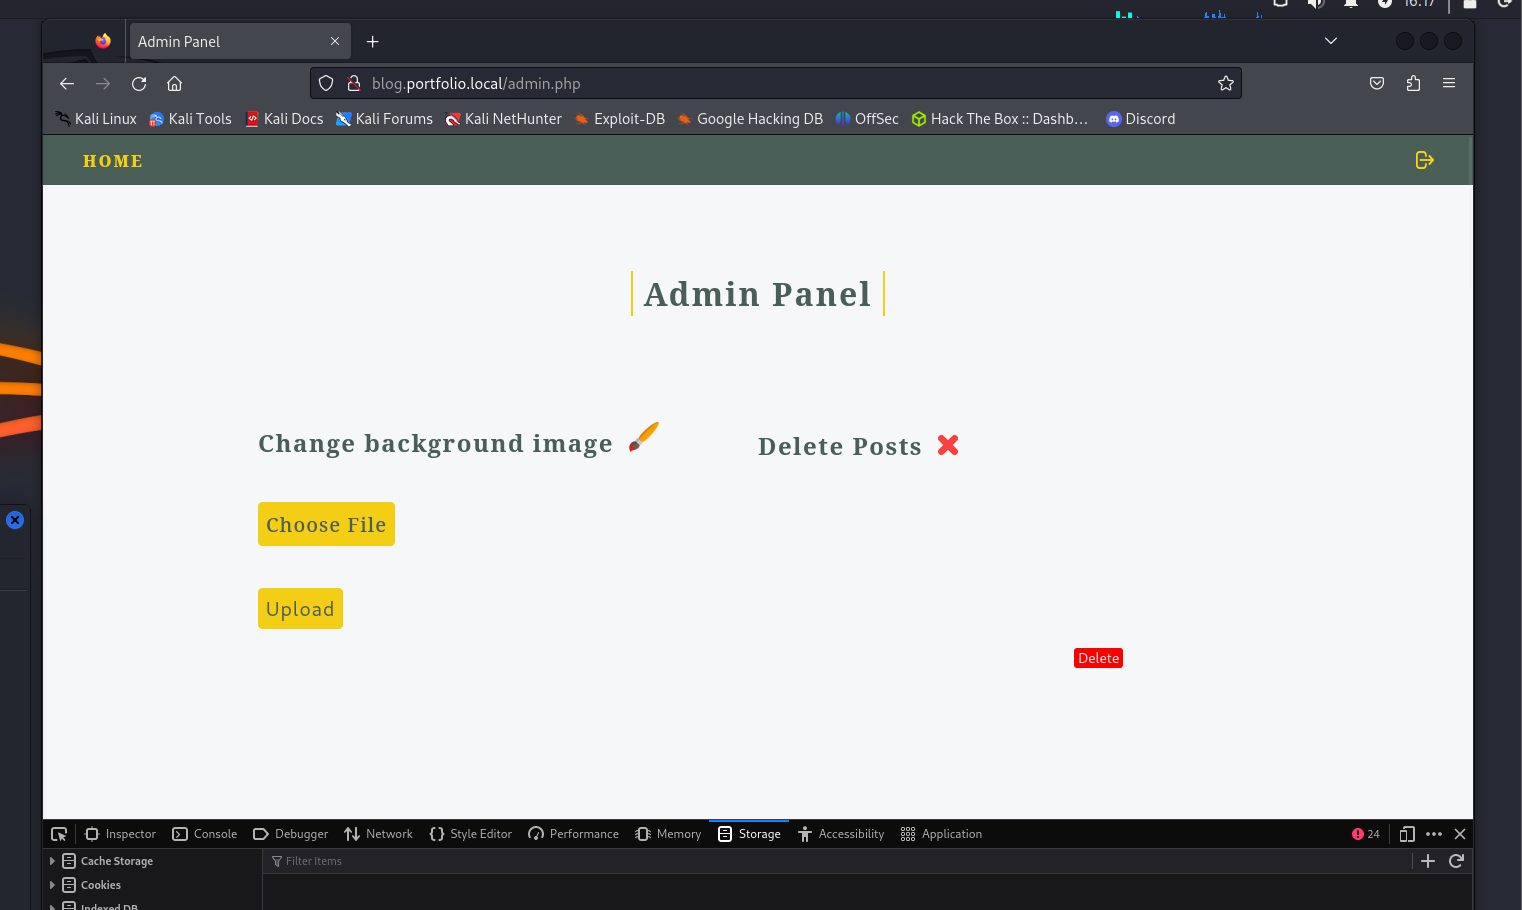 16:17
Admin Panel
blog.portfolio.local/admin.php
Kali Linux Kali Tools Kali Docs Kali Forums Kali NetHunter Exploit-DB Google Hacking DB OffSec Hack The Box :: Dashb… Discord
HOME
Admin Panel
Change background image
Delete Posts
Choose File
Upload
Delete
Inspector Console Debugger Network Style Editor Performance Memory Storage Accessibility Application 24
Cache Storage
Filter Items
Cookies
Indexed DB